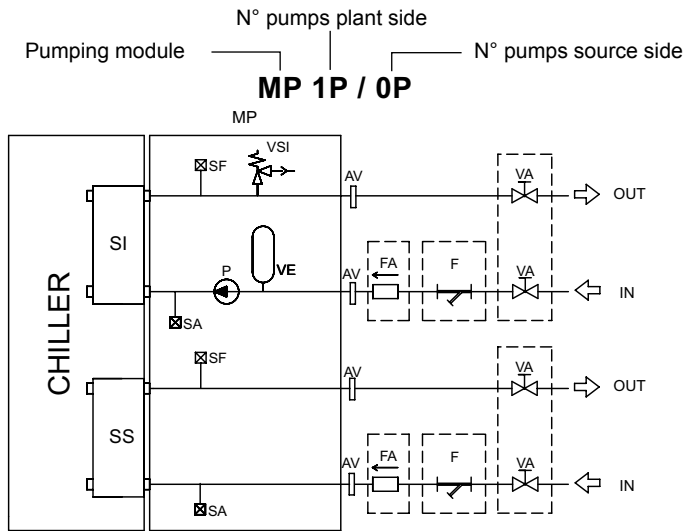 N° pumps plant side
Pumping module
N° pumps source side
MP 1P / 0P
MP
SF
VSI
AV
VA
OUT
SI
P
VE
AV
FA
F
VA
IN
SA
CHILLER
SF
AV
VA
OUT
SS
AV
FA
F
VA
IN
SA